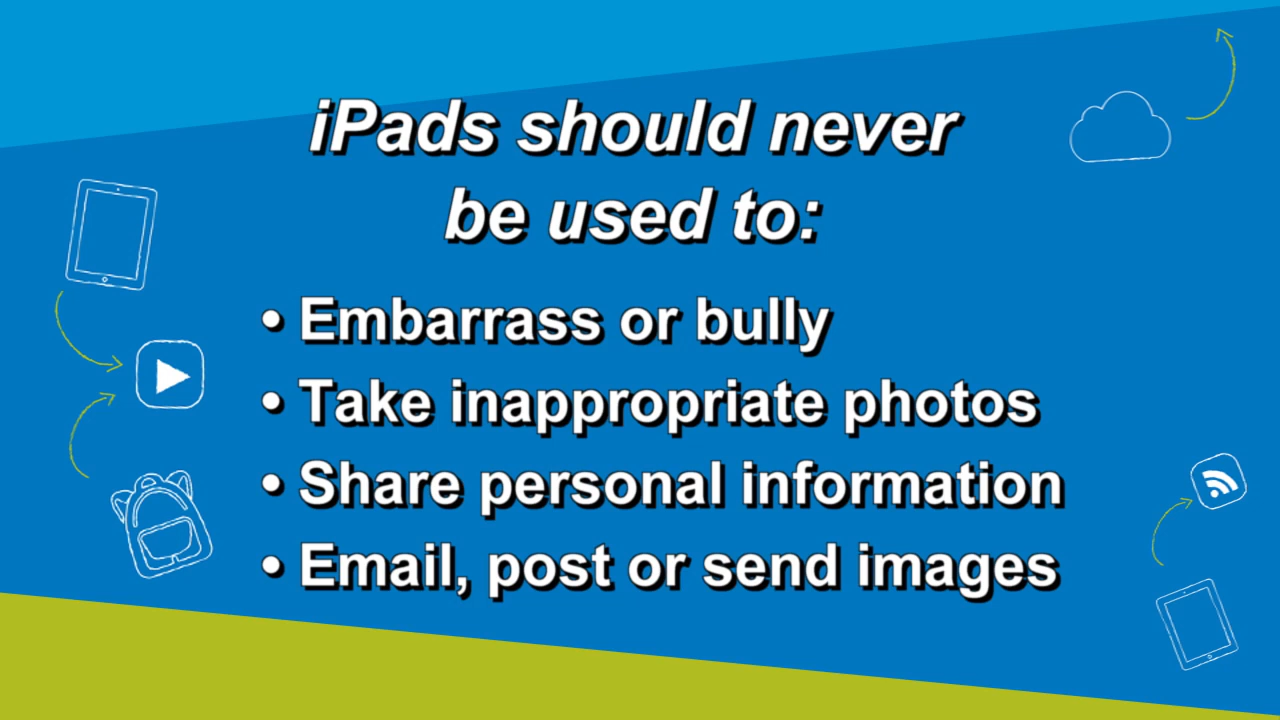 iPads should never
be used to:
• Embarrass or bully
• Take inappropriate photos
• Share personal information
• Email, post or send images